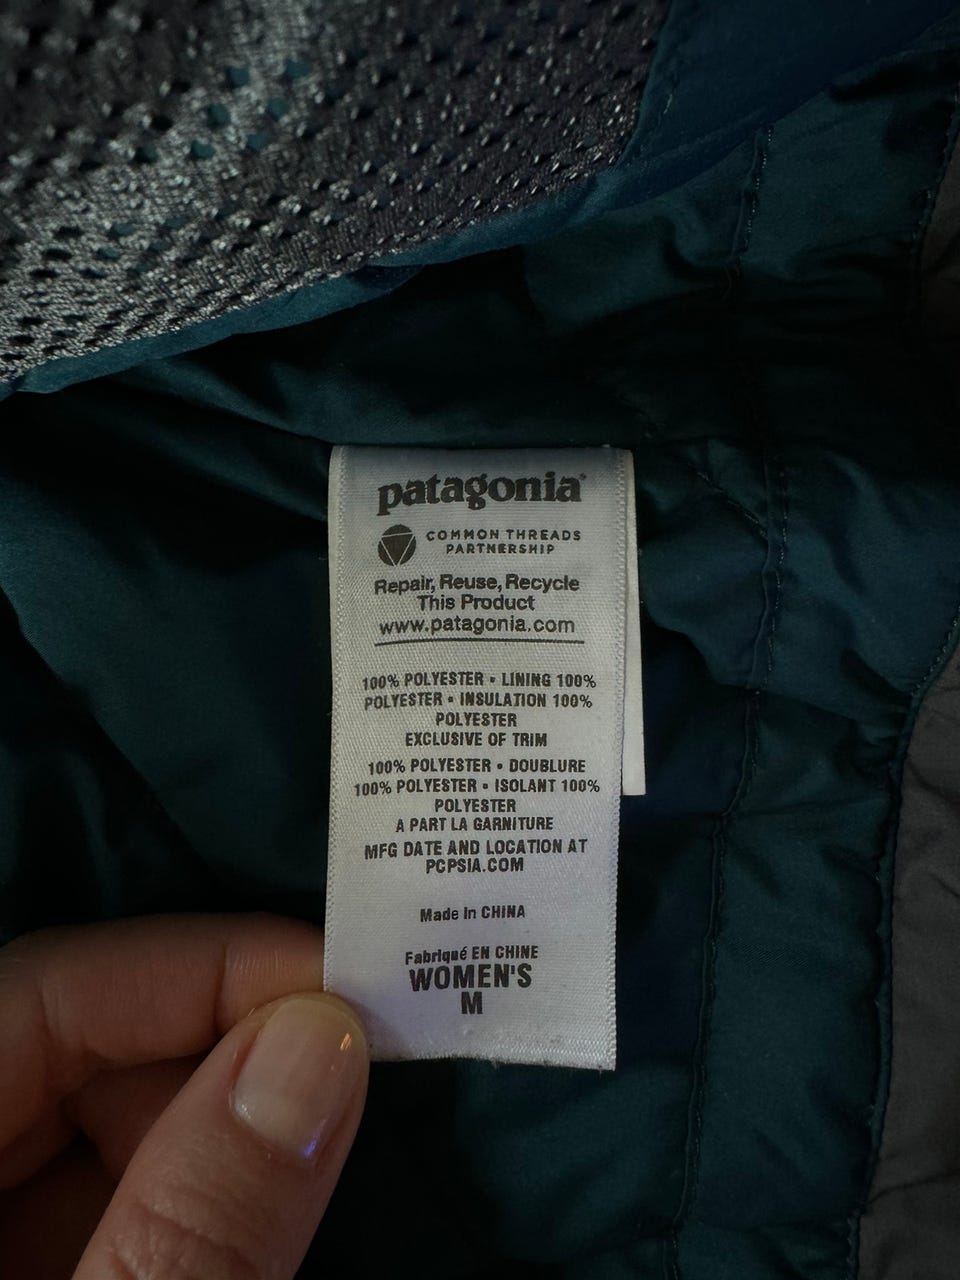 patagonia®
COMMON THREADS
PARTNERSHIP
Repair, Reuse, Recycle
This Product
www.patagonia.com
100% POLYESTER • LINING 100%
POLYESTER • INSULATION 100%
POLYESTER
EXCLUSIVE OF TRIM
100% POLYESTER • DOUBLURE
100% POLYESTER • ISOLANT 100%
POLYESTER
A PART LA GARNITURE
MFG DATE AND LOCATION AT
PCPSIA.COM
Made In CHINA
Fabriqué EN CHINE
WOMEN'S
M